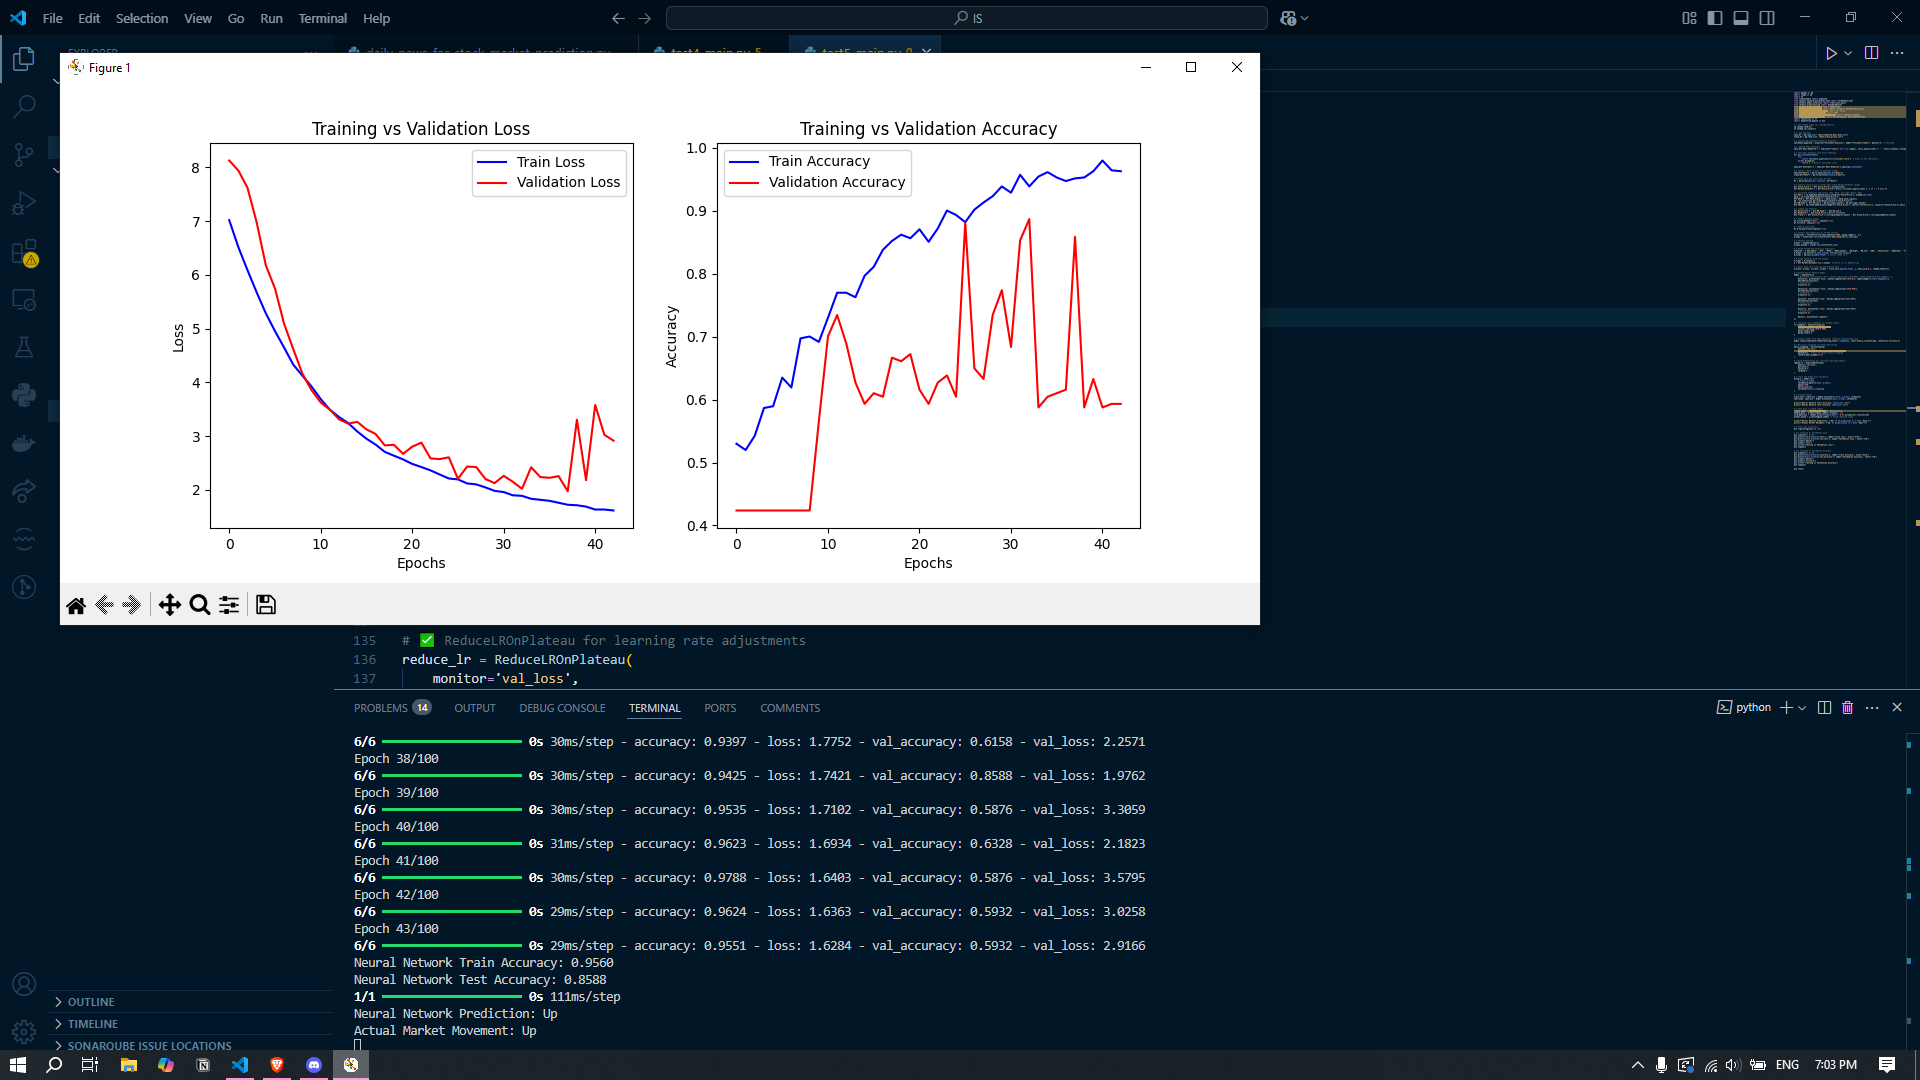 File Edit Selection View Go Run Terminal Help
IS
EXPLORER
daily_news_for_stock_market_prediction.py
test4_main.py 5
test5_main.py 8
Figure 1
Training vs Validation Loss
Train Loss
Validation Loss
8
7
6
5
4
3
2
Loss
0 10 20 30 40
Epochs
Training vs Validation Accuracy
Train Accuracy
Validation Accuracy
1.0
0.9
0.8
0.7
0.6
0.5
0.4
Accuracy
0 10 20 30 40
Epochs
135 # ✅ ReduceLROnPlateau for learning rate adjustments
136 reduce_lr = ReduceLROnPlateau(
137 monitor='val_loss',
PROBLEMS 14 OUTPUT DEBUG CONSOLE TERMINAL PORTS COMMENTS
python
6/6 0s 30ms/step - accuracy: 0.9397 - loss: 1.7752 - val_accuracy: 0.6158 - val_loss: 2.2571
Epoch 38/100
6/6 0s 30ms/step - accuracy: 0.9425 - loss: 1.7421 - val_accuracy: 0.8588 - val_loss: 1.9762
Epoch 39/100
6/6 0s 30ms/step - accuracy: 0.9535 - loss: 1.7102 - val_accuracy: 0.5876 - val_loss: 3.3059
Epoch 40/100
6/6 0s 31ms/step - accuracy: 0.9623 - loss: 1.6934 - val_accuracy: 0.6328 - val_loss: 2.1823
Epoch 41/100
6/6 0s 30ms/step - accuracy: 0.9788 - loss: 1.6403 - val_accuracy: 0.5876 - val_loss: 3.5795
Epoch 42/100
6/6 0s 29ms/step - accuracy: 0.9624 - loss: 1.6363 - val_accuracy: 0.5932 - val_loss: 3.0258
Epoch 43/100
6/6 0s 29ms/step - accuracy: 0.9551 - loss: 1.6284 - val_accuracy: 0.5932 - val_loss: 2.9166
Neural Network Train Accuracy: 0.9560
Neural Network Test Accuracy: 0.8588
1/1 0s 111ms/step
Neural Network Prediction: Up
Actual Market Movement: Up
OUTLINE
TIMELINE
SONARQUBE ISSUE LOCATIONS
ENG
7:03 PM